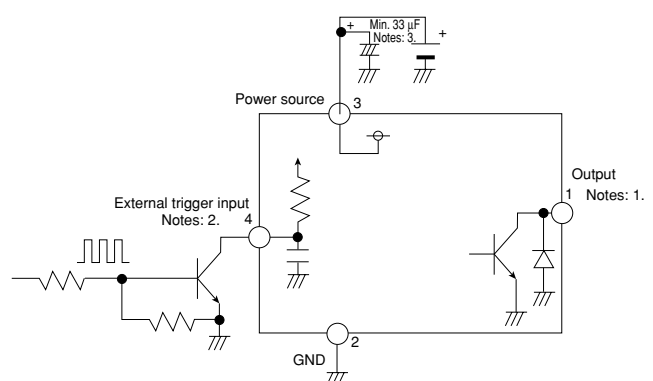 +
Min. 33 μF
Notes: 3.
+
Power source
3
Output
1
Notes: 1.
External trigger input
Notes: 2.
4
2
GND